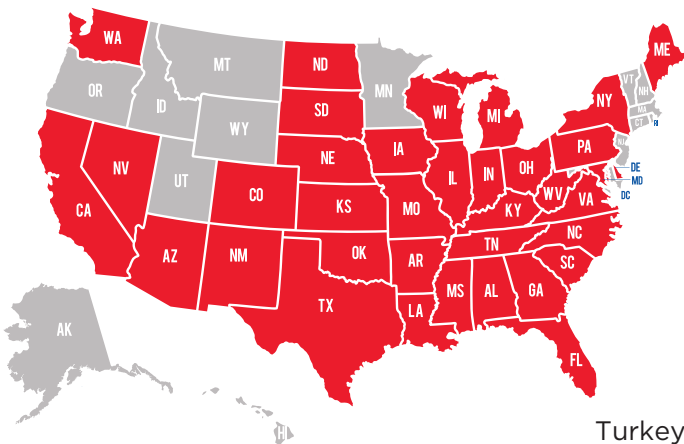 WA
ME
MT
ND
VT
NH
MN
OR
ID
SD
WI
MI
NY
MA
CT
RI
WY
IA
PA
NJ
NE
NV
OH
DE
IL
IN
MD
UT
CO
WV
VA
DC
CA
KS
MO
KY
NC
TN
AZ
NM
OK
AR
SC
MS
AL
GA
TX
LA
AK
FL
HI
Turkey